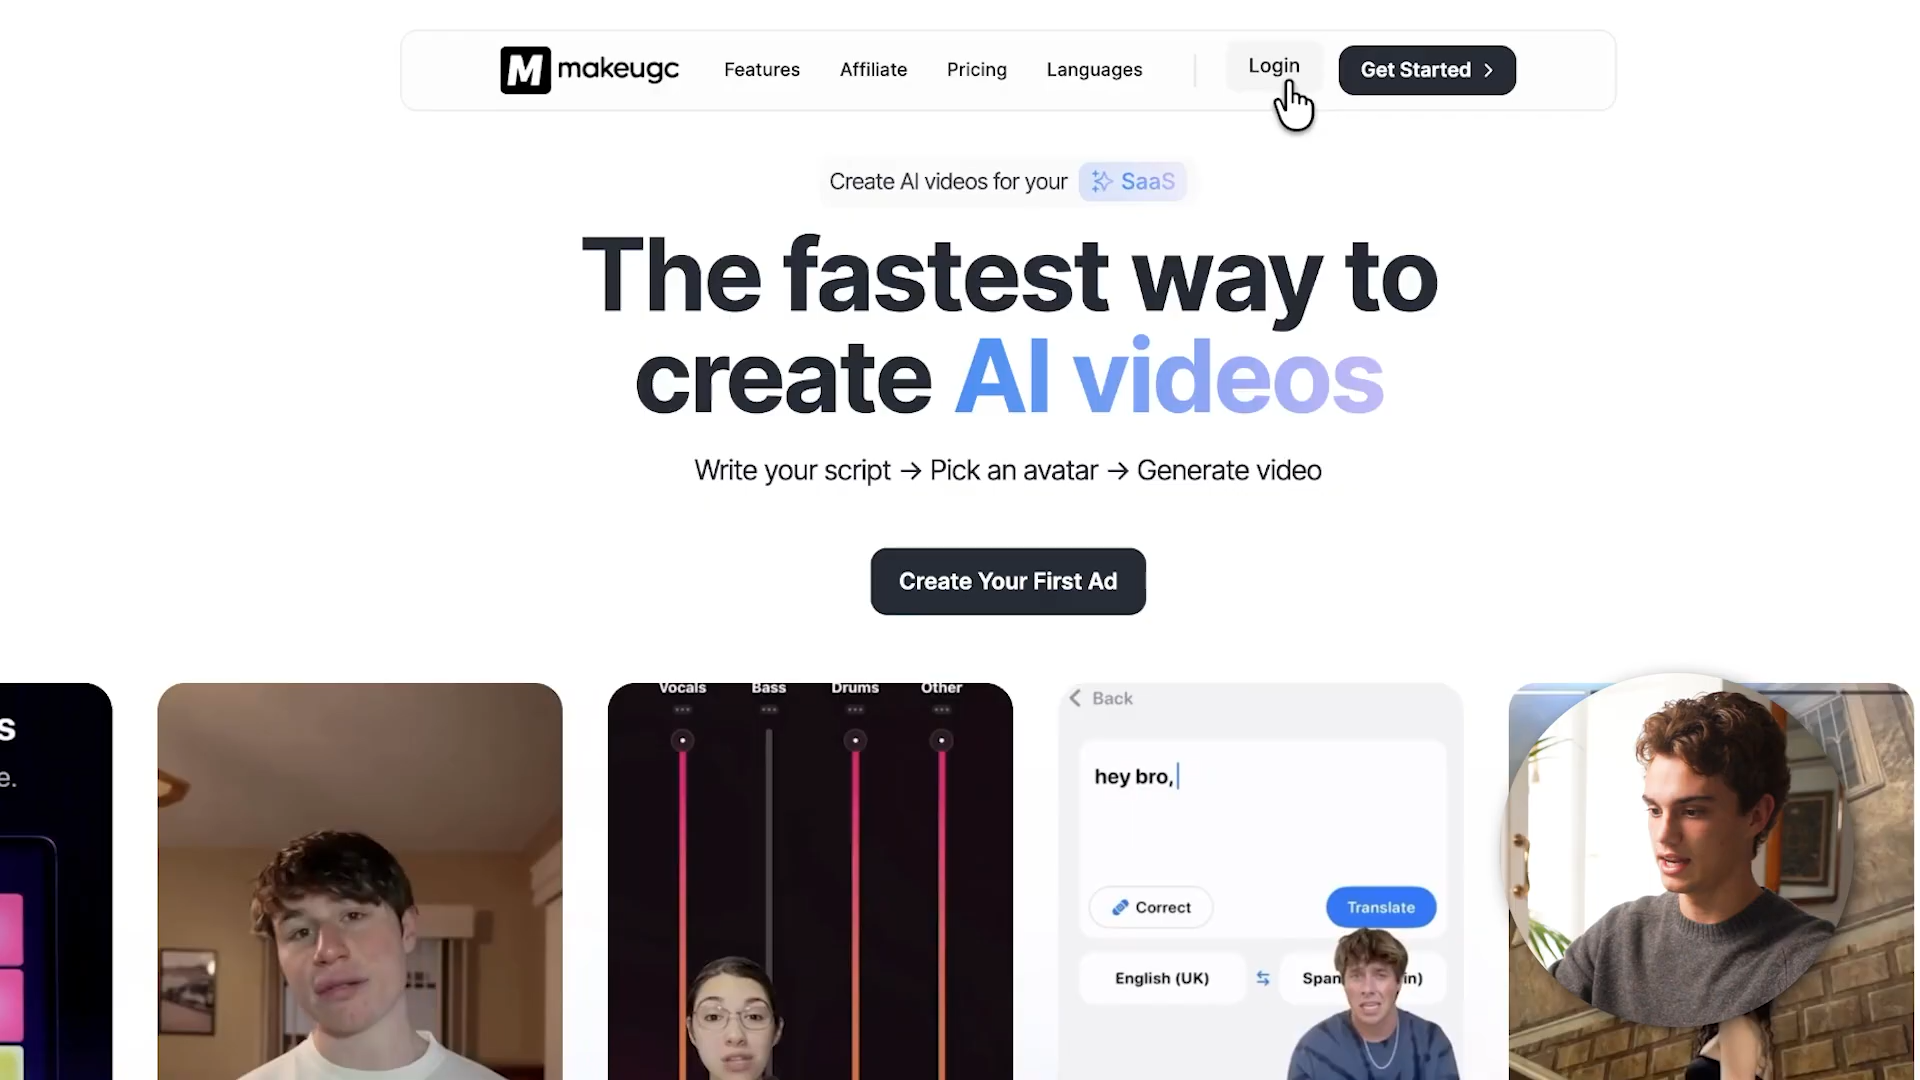 M makeugc Features Affiliate Pricing Languages Login Get Started
Create AI videos for your SaaS
The fastest way to
create AI videos
Write your script → Pick an avatar → Generate video
Create Your First Ad
s
e.
Vocals Bass Drums Other
Back
hey bro,
Correct Translate
English (UK) Span in)